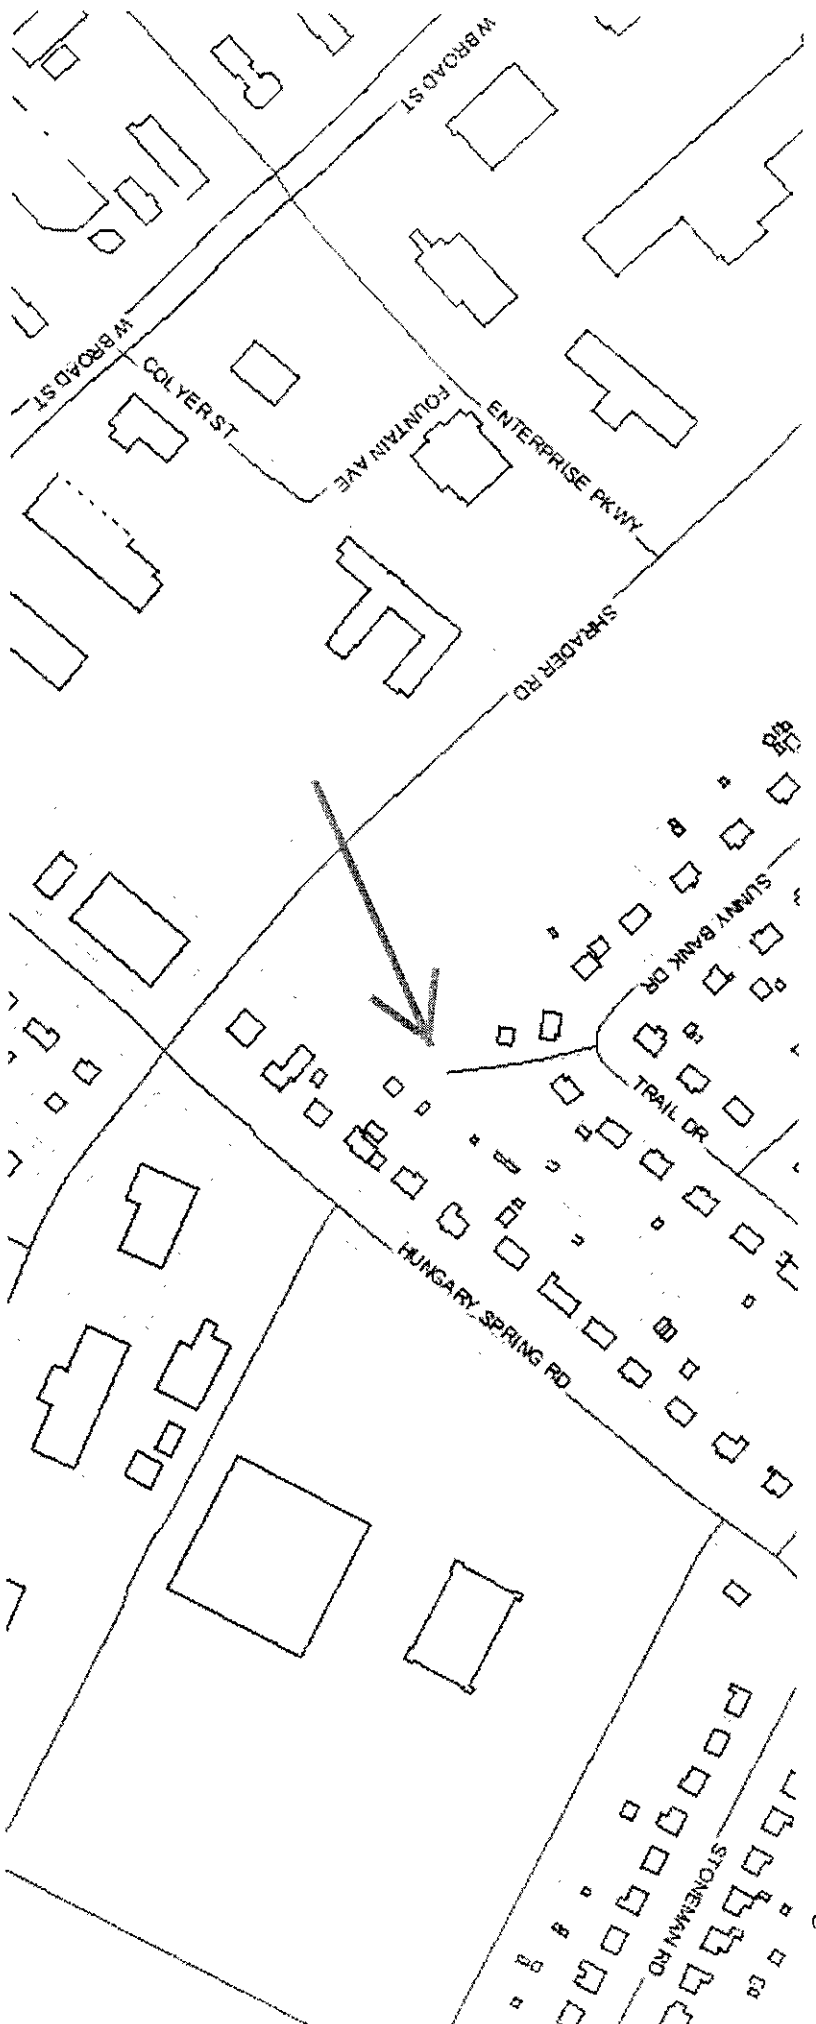 W BROAD ST
W BROAD ST
COLYER ST
FOUNTAIN AVE
ENTERPRISE PKWY
SHRADER RD
SUNNY BANK DR
TRAIL DR
HUNGARY SPRING RD
STONEMAN RD